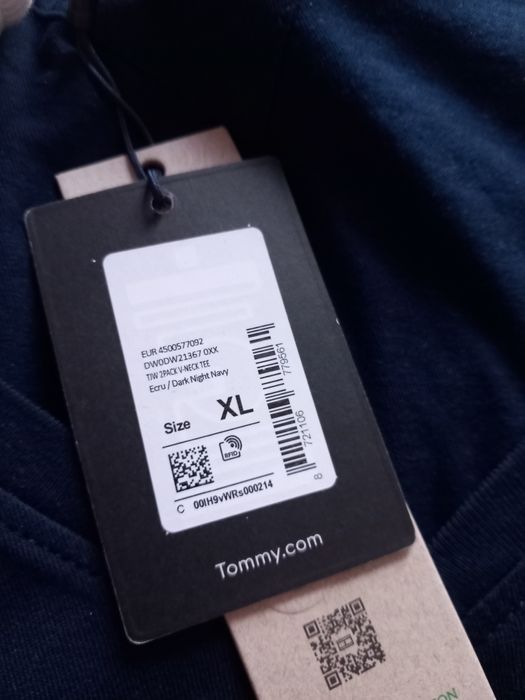 EUR 4500577092
DW0DW21367 0XX
TJW 2PACK V-NECK TEE
Ecru / Dark Night Navy
Size XL
RFID
C 00IH9vWRs000214
8 721106 779561
Tommy.com